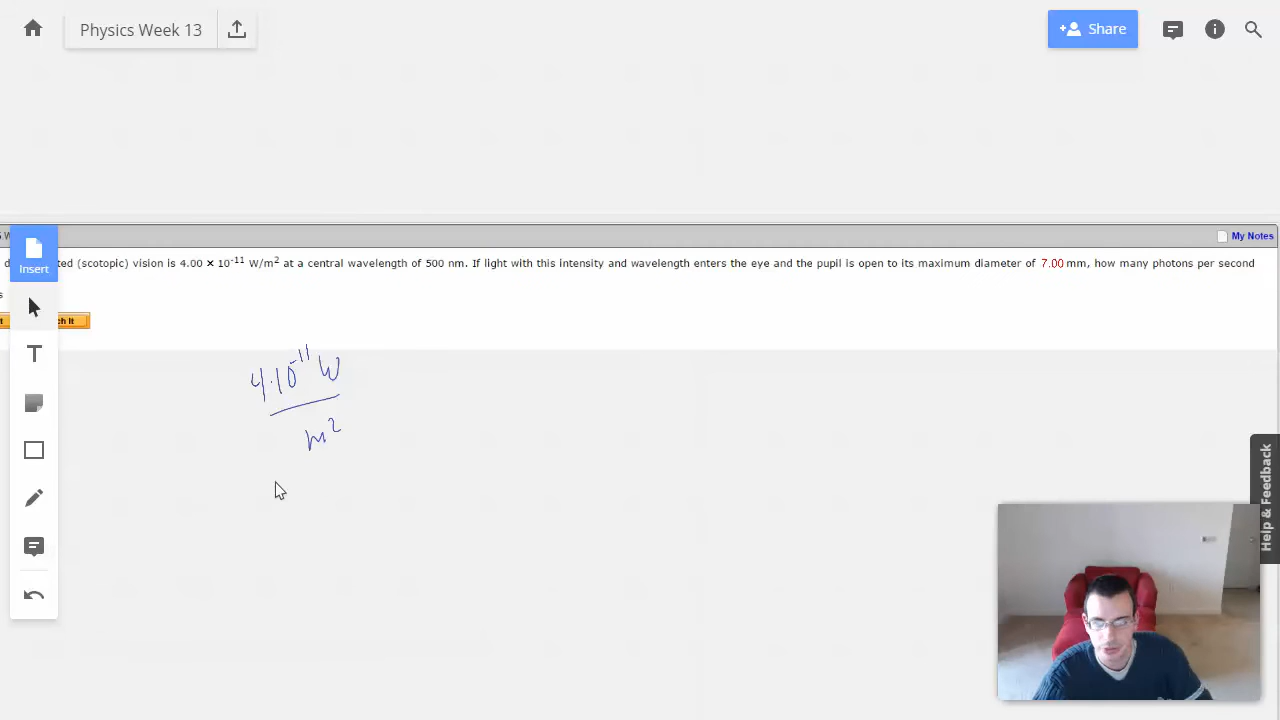 Physics Week 13
Share
My Notes
Insert
ted (scotopic) vision is 4.00 × 10⁻¹¹ W/m² at a central wavelength of 500 nm. If light with this intensity and wavelength enters the eye and the pupil is open to its maximum diameter of 7.00 mm, how many photons per second
s
4·10⁻¹¹ W
m²
T
Help & Feedback